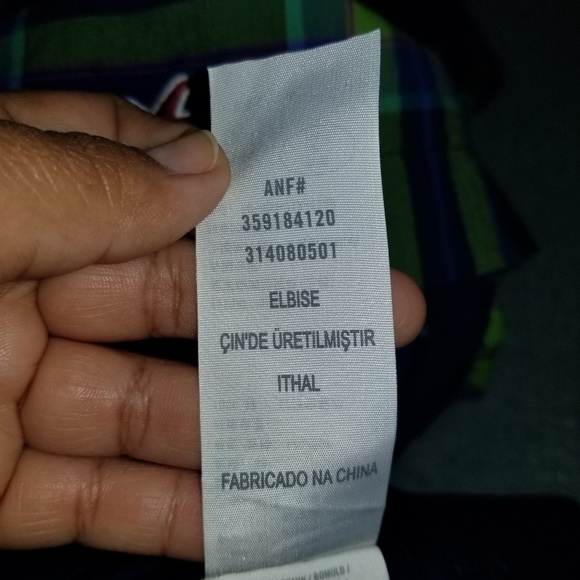 ANF#
359184120
314080501
ELBISE
ÇIN'DE ÜRETILMIŞTIR
ITHAL
FABRICADO NA CHINA